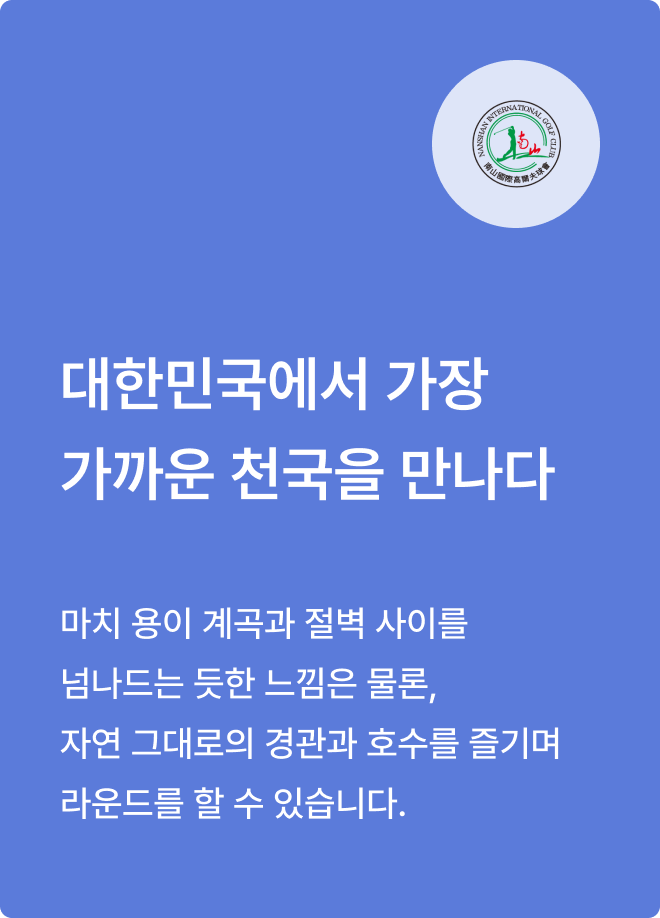 NANSHAN INTERNATIONAL GOLF CLUB
南山
南山國際高爾夫球會
대한민국에서 가장
가까운 천국을 만나다
마치 용이 계곡과 절벽 사이를
넘나드는 듯한 느낌은 물론,
자연 그대로의 경관과 호수를 즐기며
라운드를 할 수 있습니다.